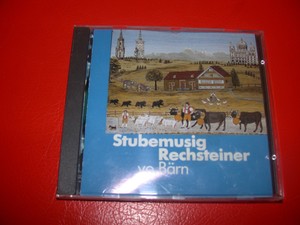 Stubemusig
Rechsteiner
vo Bärn